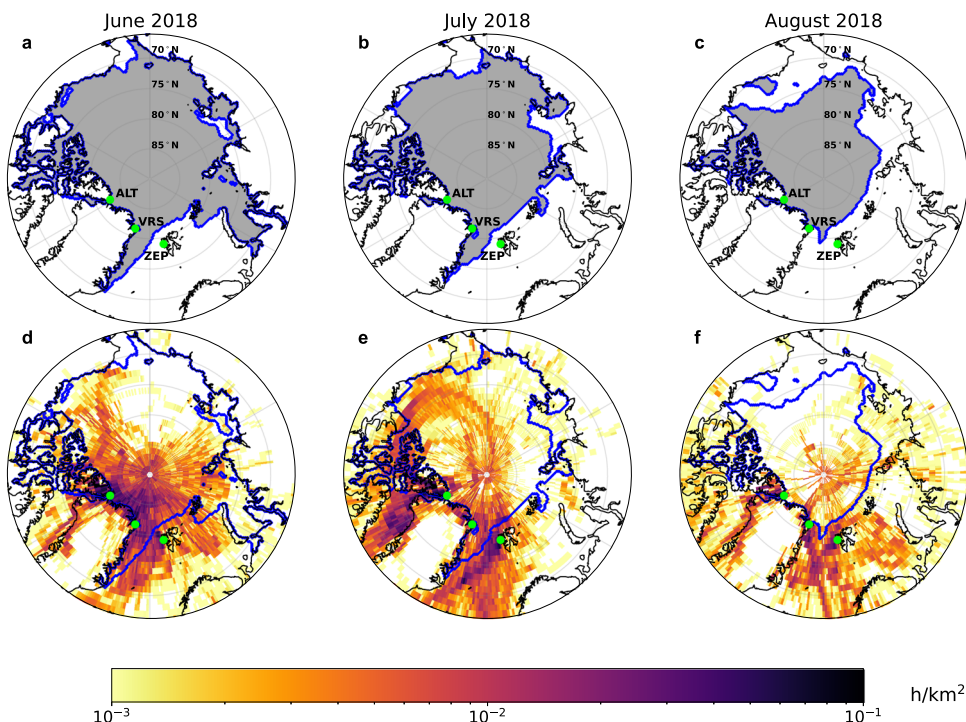 June 2018 July 2018 August 2018
a b c
70°N 70°N 70°N
75°N 75°N 75°N
80°N 80°N 80°N
85°N 85°N 85°N
ALT ALT ALT
VRS VRS VRS
ZEP ZEP ZEP
d e f
h/km²
10⁻³ 10⁻² 10⁻¹